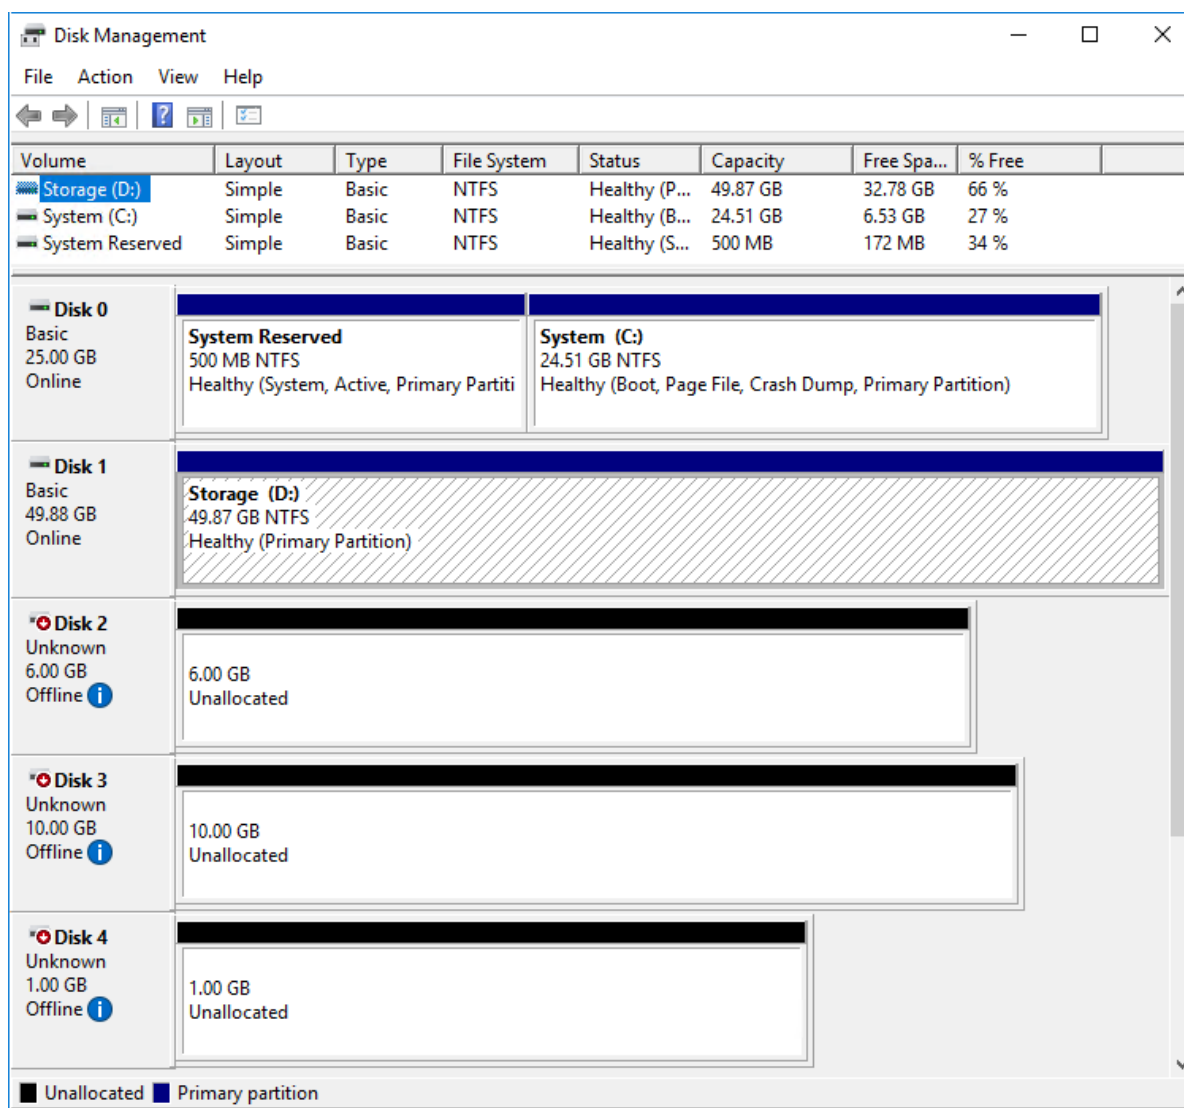 Disk Management
File Action View Help
Volume Layout Type File System Status Capacity Free Spa... % Free
Storage (D:) Simple Basic NTFS Healthy (P... 49.87 GB 32.78 GB 66 %
System (C:) Simple Basic NTFS Healthy (B... 24.51 GB 6.53 GB 27 %
System Reserved Simple Basic NTFS Healthy (S... 500 MB 172 MB 34 %
Disk 0
Basic
25.00 GB
Online
System Reserved
500 MB NTFS
Healthy (System, Active, Primary Partiti
System (C:)
24.51 GB NTFS
Healthy (Boot, Page File, Crash Dump, Primary Partition)
Disk 1
Basic
49.88 GB
Online
Storage (D:)
49.87 GB NTFS
Healthy (Primary Partition)
Disk 2
Unknown
6.00 GB
Offline
6.00 GB
Unallocated
Disk 3
Unknown
10.00 GB
Offline
10.00 GB
Unallocated
Disk 4
Unknown
1.00 GB
Offline
1.00 GB
Unallocated
Unallocated Primary partition